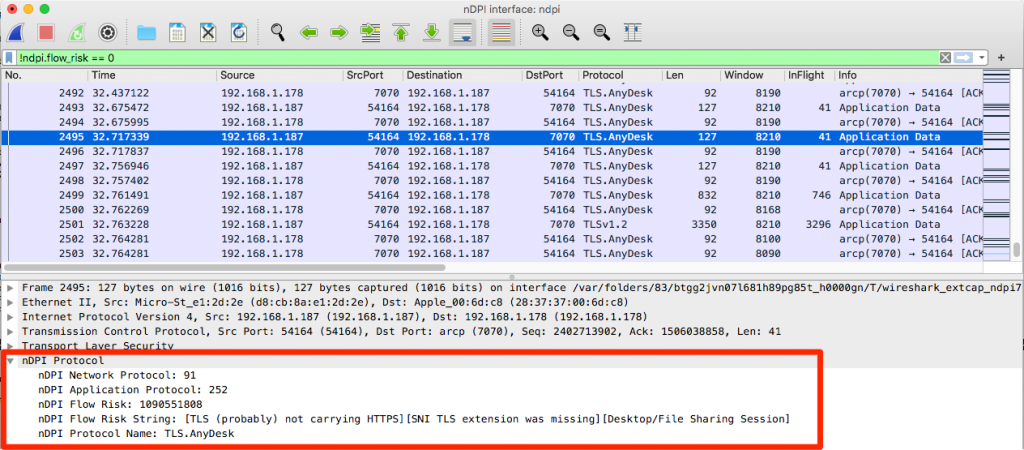 nDPI interface: ndpi
!ndpi.flow_risk == 0
No. Time Source SrcPort Destination DstPort Protocol Len Window InFlight Info
2492 32.437122 192.168.1.178 7070 192.168.1.187 54164 TLS.AnyDesk 92 8190 arcp(7070) → 54164 [ACK
2493 32.675472 192.168.1.187 54164 192.168.1.178 7070 TLS.AnyDesk 127 8210 41 Application Data
2494 32.675995 192.168.1.178 7070 192.168.1.187 54164 TLS.AnyDesk 92 8190 arcp(7070) → 54164 [ACK
2495 32.717339 192.168.1.187 54164 192.168.1.178 7070 TLS.AnyDesk 127 8210 41 Application Data
2496 32.717837 192.168.1.178 7070 192.168.1.187 54164 TLS.AnyDesk 92 8190 arcp(7070) → 54164 [ACK
2497 32.756946 192.168.1.187 54164 192.168.1.178 7070 TLS.AnyDesk 127 8210 41 Application Data
2498 32.757402 192.168.1.178 7070 192.168.1.187 54164 TLS.AnyDesk 92 8190 arcp(7070) → 54164 [ACK
2499 32.761491 192.168.1.187 54164 192.168.1.178 7070 TLS.AnyDesk 832 8210 746 Application Data
2500 32.762269 192.168.1.178 7070 192.168.1.187 54164 TLS.AnyDesk 92 8168 arcp(7070) → 54164 [ACK
2501 32.763228 192.168.1.187 54164 192.168.1.178 7070 TLSv1.2 3350 8210 3296 Application Data
2502 32.764281 192.168.1.178 7070 192.168.1.187 54164 TLS.AnyDesk 92 8100 arcp(7070) → 54164 [ACK
2503 32.764281 192.168.1.178 7070 192.168.1.187 54164 TLS.AnyDesk 92 8090 arcp(7070) → 54164 [ACK
Frame 2495: 127 bytes on wire (1016 bits), 127 bytes captured (1016 bits) on interface /var/folders/83/btgg2jvn07l681h89pg85t_h0000gn/T/wireshark_extcap_ndpi7
Ethernet II, Src: Micro-St_e1:2d:2e (d8:cb:8a:e1:2d:2e), Dst: Apple_00:6d:c8 (28:37:37:00:6d:c8)
Internet Protocol Version 4, Src: 192.168.1.187 (192.168.1.187), Dst: 192.168.1.178 (192.168.1.178)
Transmission Control Protocol, Src Port: 54164 (54164), Dst Port: arcp (7070), Seq: 2402713902, Ack: 1506038858, Len: 41
Transport Layer Security
nDPI Protocol
nDPI Network Protocol: 91
nDPI Application Protocol: 252
nDPI Flow Risk: 1090551808
nDPI Flow Risk String: [TLS (probably) not carrying HTTPS][SNI TLS extension was missing][Desktop/File Sharing Session]
nDPI Protocol Name: TLS.AnyDesk